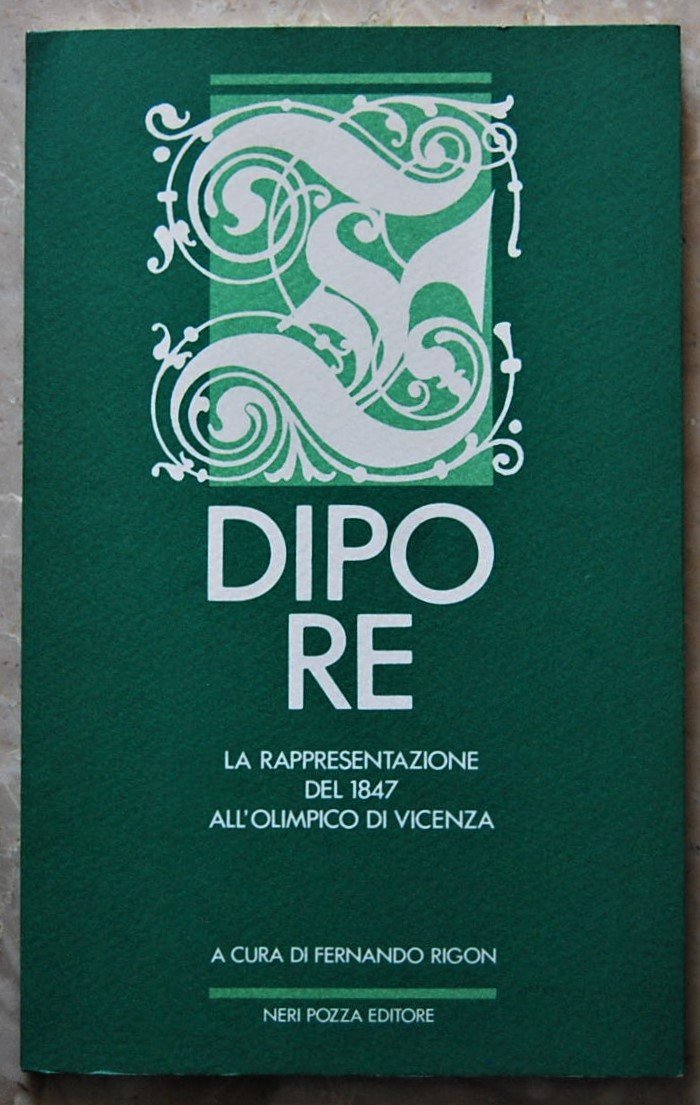 E
DIPO
RE
LA RAPPRESENTAZIONE
DEL 1847
ALL'OLIMPICO DI VICENZA
A CURA DI FERNANDO RIGON
NERI POZZA EDITORE